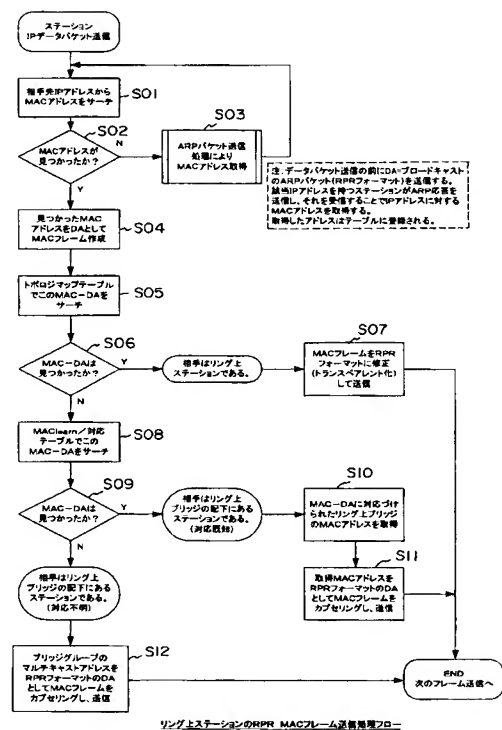 ステーション
IPデータパケット送信
S01
相手先IPアドレスから
MACアドレスをサーチ
S02
MACアドレスが
見つかったか?
N
Y
S03
ARPパケット送信
処理により
MACアドレス取得
注. データパケット送信の前にDA=ブロードキャスト
のARPパケット(RPRフォーマット)を送信する。
該当IPアドレスを持つステーションがARP応答を
送信し、それを受信することでIPアドレスに対する
MACアドレスを取得する。
取得したアドレスはテーブルに登録される。
見つかったMAC
アドレスをDAとして
MACフレーム作成
S04
トポロジマップテーブル
でこのMAC-DAを
サーチ
S05
S06
MAC-DAは
見つかったか?
Y
N
相手はリング上
ステーションである。
S07
MACフレームをRPR
フォーマットに修正
(トランスペアレント化)
して送信
MAClearn/対応
テーブルでこの
MAC-DAをサーチ
S08
S09
MAC-DAは
見つかったか?
Y
N
相手はリング上
ブリッジの配下にある
ステーションである。
(対応既知)
S10
MAC-DAに対応づけ
られたリング上ブリッジ
のMACアドレスを取得
S11
取得MACアドレスを
RPRフォーマットのDA
としてMACフレームを
カプセリングし、送信
相手はリング上
ブリッジの配下にある
ステーションである。
(対応不明)
S12
ブリッジグループの
マルチキャストアドレスを
RPRフォーマットのDA
としてMACフレームを
カプセリングし、送信
END
次のフレーム送信へ
リング上ステーションのRPR MACフレーム送信処理フロー